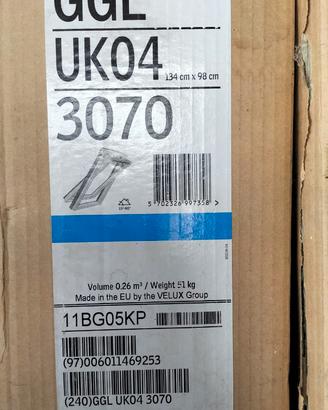 GGL
UK04 134 cm x 98 cm
3070
5 702326 997358 >
Volume 0.26 m³ / Weight 51 kg
Made in the EU by the VELUX Group
11BG05KP
(97)006011469253
(240)GGL UK04 3070